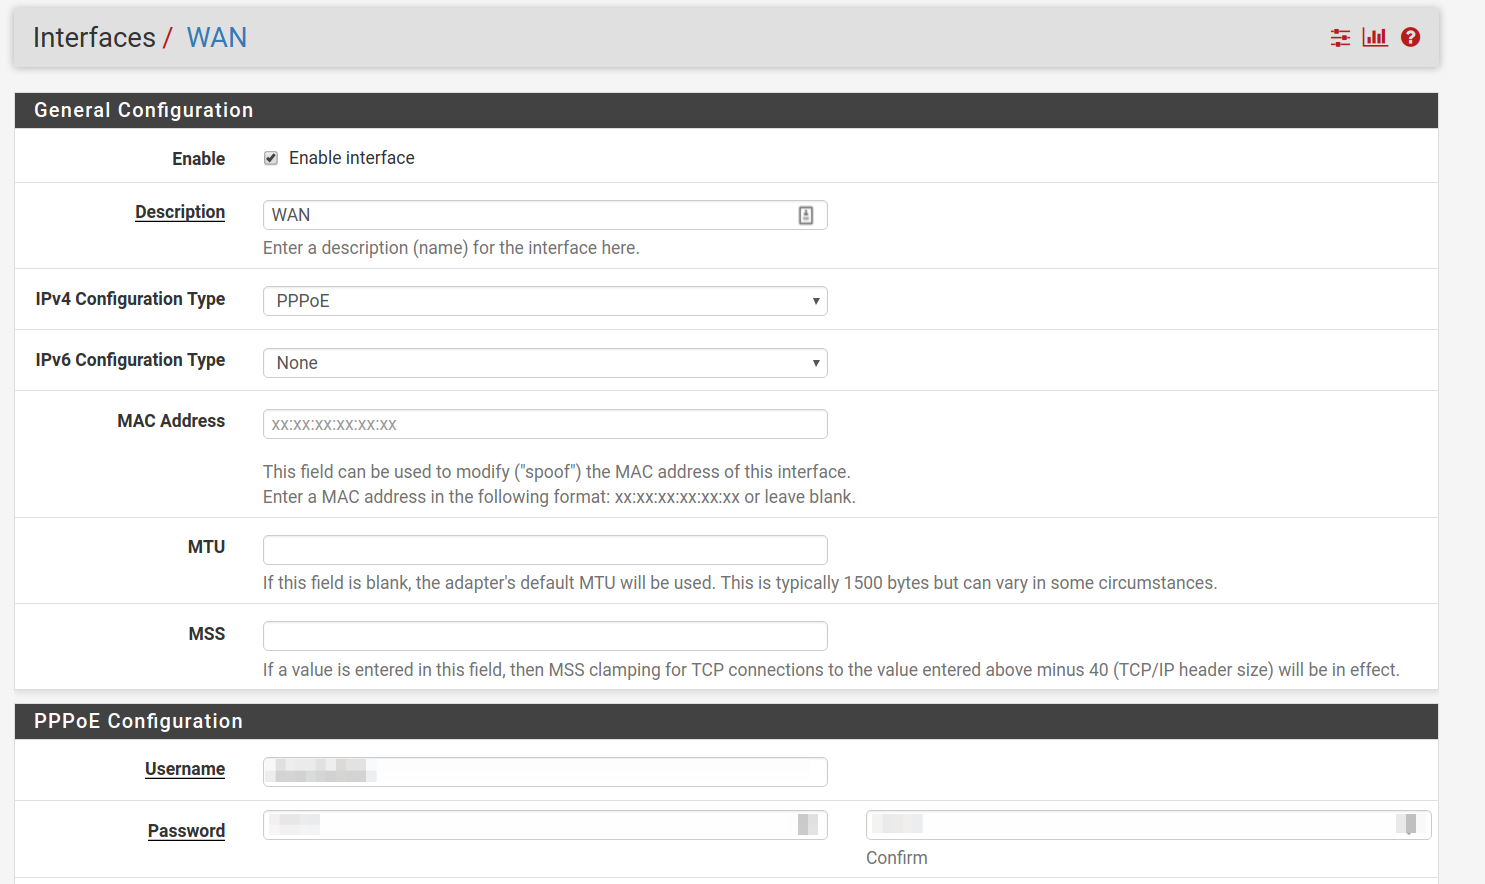 Interfaces / WAN
General Configuration
Enable
Enable interface
Description
WAN
Enter a description (name) for the interface here.
IPv4 Configuration Type
PPPoE
IPv6 Configuration Type
None
MAC Address
xx:xx:xx:xx:xx:xx
This field can be used to modify ("spoof") the MAC address of this interface.
Enter a MAC address in the following format: xx:xx:xx:xx:xx:xx or leave blank.
MTU
If this field is blank, the adapter's default MTU will be used. This is typically 1500 bytes but can vary in some circumstances.
MSS
If a value is entered in this field, then MSS clamping for TCP connections to the value entered above minus 40 (TCP/IP header size) will be in effect.
PPPoE Configuration
Username
Password
Confirm